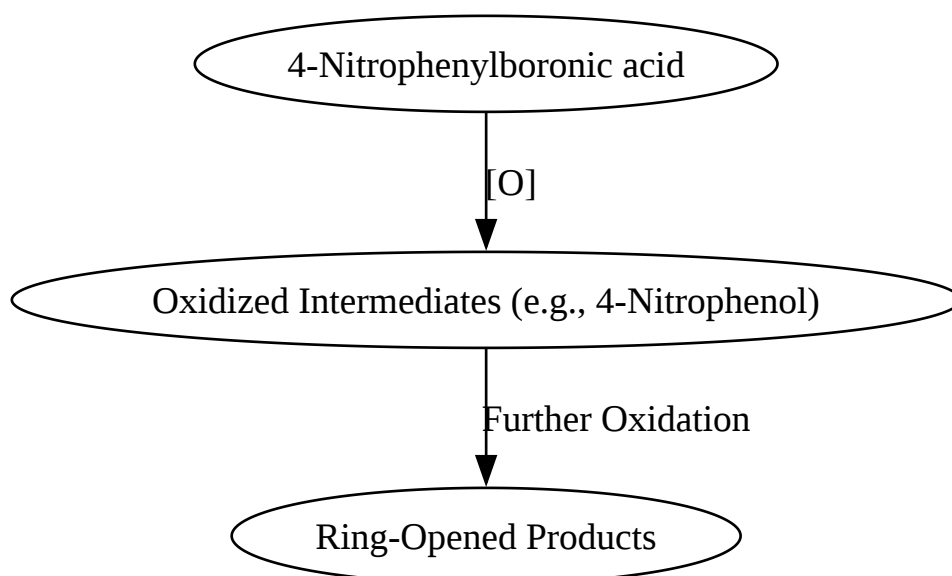 4-Nitrophenylboronic acid
[O]
Oxidized Intermediates (e.g., 4-Nitrophenol)
Further Oxidation
Ring-Opened Products